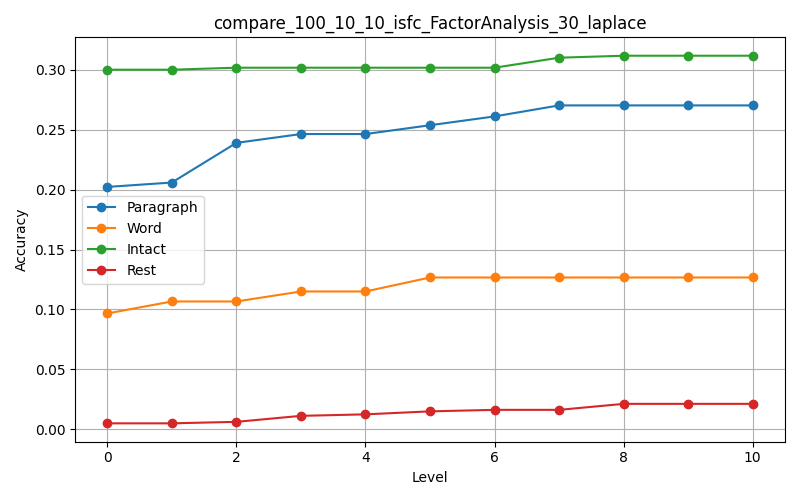 compare_100_10_10_isfc_FactorAnalysis_30_laplace
0.30
0.25
0.20
0.15
0.10
0.05
0.00
Accuracy
Paragraph
Word
Intact
Rest
0 2 4 6 8 10
Level